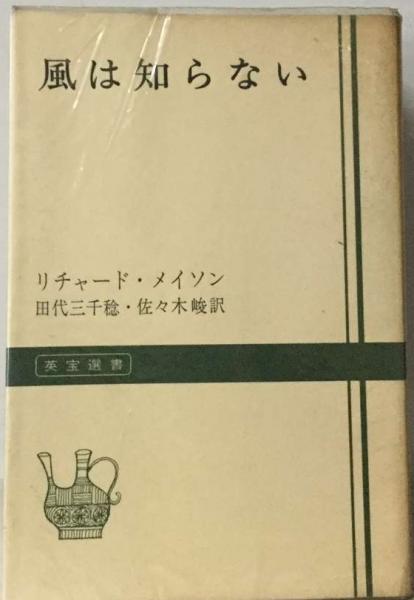 風は知らない
リチャード・メイソン
田代三千稔・佐々木峻訳
英宝選書